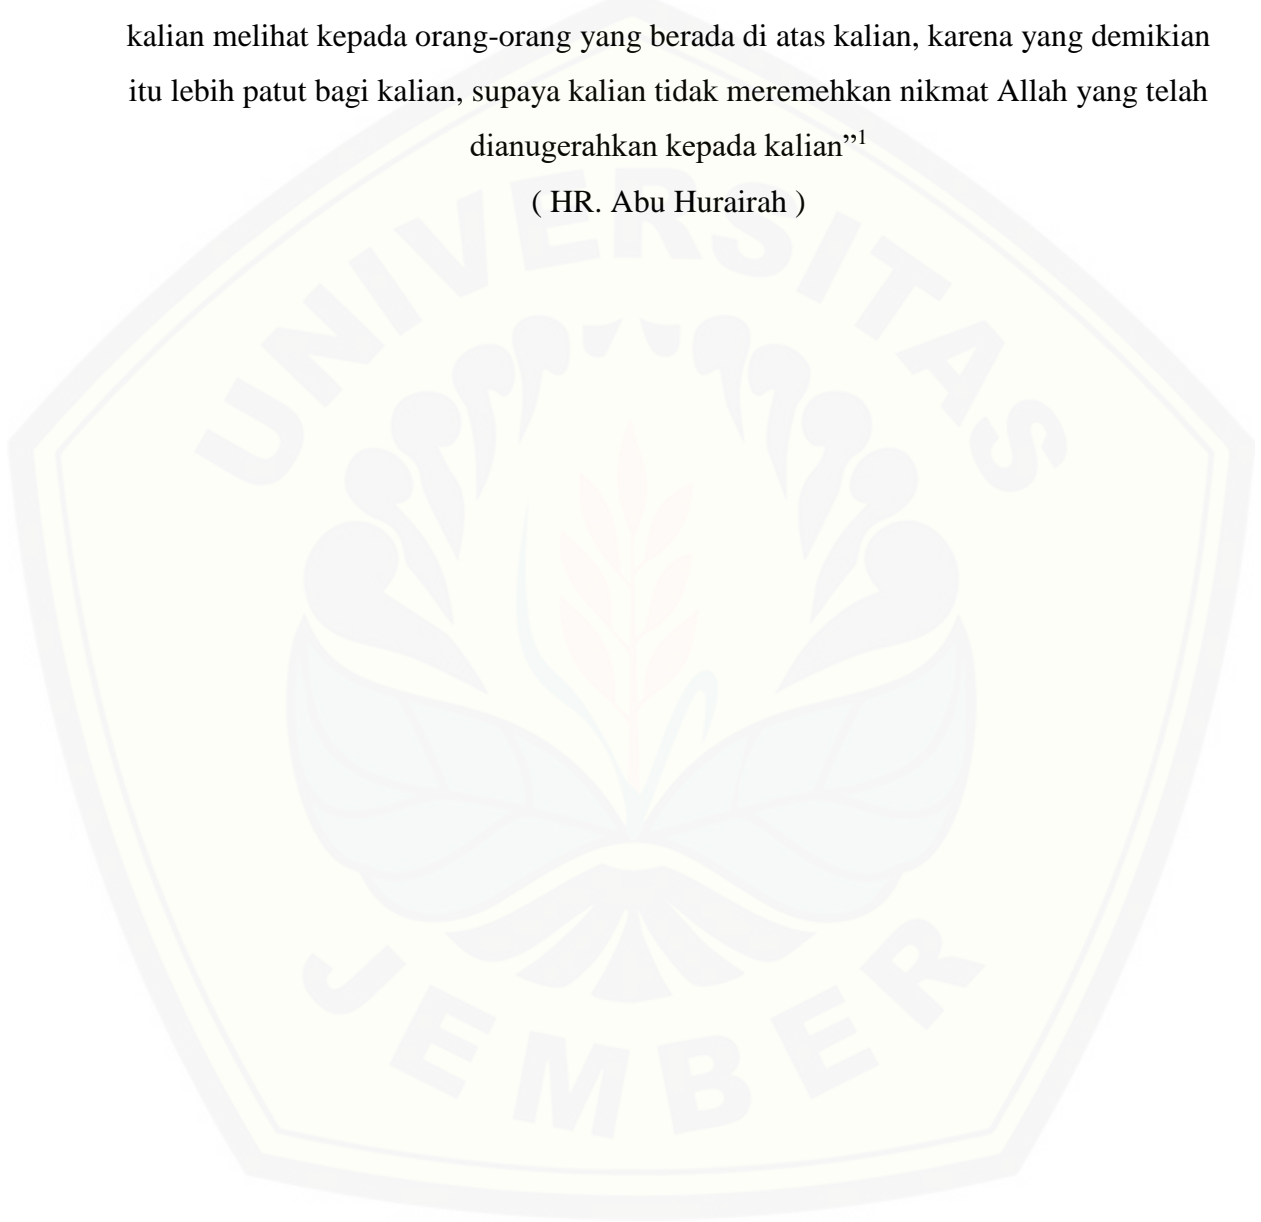 kalian melihat kepada orang-orang yang berada di atas kalian, karena yang demikian
itu lebih patut bagi kalian, supaya kalian tidak meremehkan nikmat Allah yang telah
dianugerahkan kepada kalian”1
( HR. Abu Hurairah )
UNIVERSITAS
JEMBER